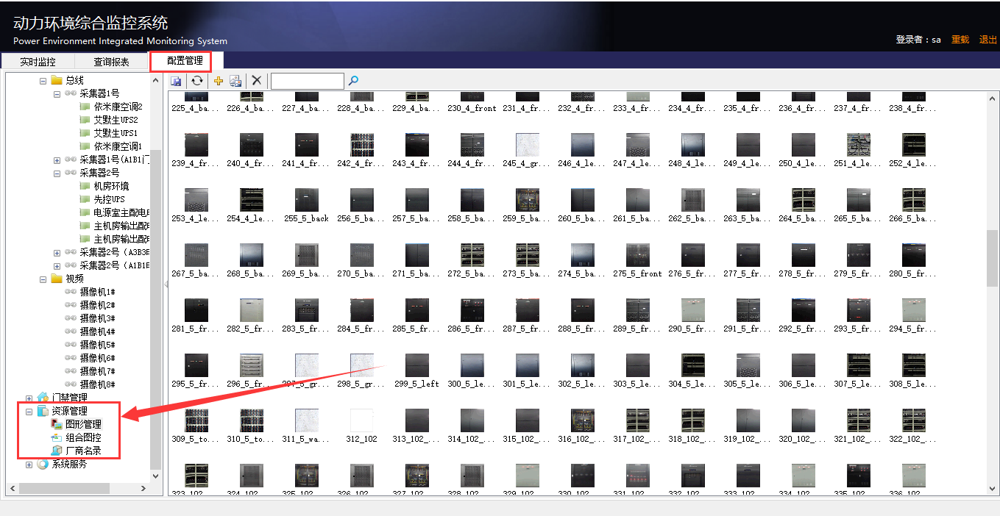 动力环境综合监控系统
Power Environment Integrated Monitoring System
登录者：sa 重载 退出
实时监控 查询报表 配置管理
总线
采集器1号
依米康空调2
艾默生UPS2
艾默生UPS1
依米康空调1
采集器1号(A1B1门
采集器2号
机房环境
先控UPS
电源室主配电
主机房输出配
主机房输出配
采集器2号（A3B3
采集器2号（A1B1
视频
摄像机1#
摄像机2#
摄像机3#
摄像机4#
摄像机5#
摄像机6#
摄像机7#
摄像机8#
门禁管理
资源管理
图形管理
组合图控
厂商名录
系统服务
225_4_ba... 226_4_ba... 227_4_ba... 228_4_ba... 229_4_ba... 230_4_front 231_4_fr... 232_4_fr... 233_4_fr... 234_4_fr... 235_4_fr... 236_4_fr... 237_4_fr... 238_4_fr...
239_4_fr... 240_4_fr... 241_4_fr... 242_4_fr... 243_4_fr... 244_4_fr... 245_4_gr... 246_4_le... 247_4_le... 248_4_le... 249_4_le... 250_4_le... 251_4_le... 252_4_le...
253_4_le... 254_4_le... 255_5_back 256_5_ba... 257_5_ba... 258_5_ba... 259_5_ba... 260_5_ba... 261_5_ba... 262_5_ba... 263_5_ba... 264_5_ba... 265_5_ba... 266_5_ba...
267_5_ba... 268_5_ba... 269_5_ba... 270_5_ba... 271_5_ba... 272_5_ba... 273_5_ba... 274_5_ba... 275_5_front 276_5_fr... 277_5_fr... 278_5_fr... 279_5_fr... 280_5_fr...
281_5_fr... 282_5_fr... 283_5_fr... 284_5_fr... 285_5_fr... 286_5_fr... 287_5_fr... 288_5_fr... 289_5_fr... 290_5_fr... 291_5_fr... 292_5_fr... 293_5_fr... 294_5_fr...
295_5_fr... 296_5_fr... 297_5_gr... 298_5_gr... 299_5_left 300_5_le... 301_5_le... 302_5_le... 303_5_le... 304_5_le... 305_5_le... 306_5_le... 307_5_le... 308_5_le...
309_5_to... 310_5_to... 311_5_wa... 312_102 313_102_... 314_102_... 315_102_... 316_102_... 317_102_... 318_102_... 319_102_... 320_102_... 321_102_... 322_102_...
323_102_... 324_102_... 325_102_... 326_102_... 327_102_... 328_102_... 329_102_... 330_102_... 331_102_... 332_102_... 333_102_... 334_102_... 335_102_... 336_102_...